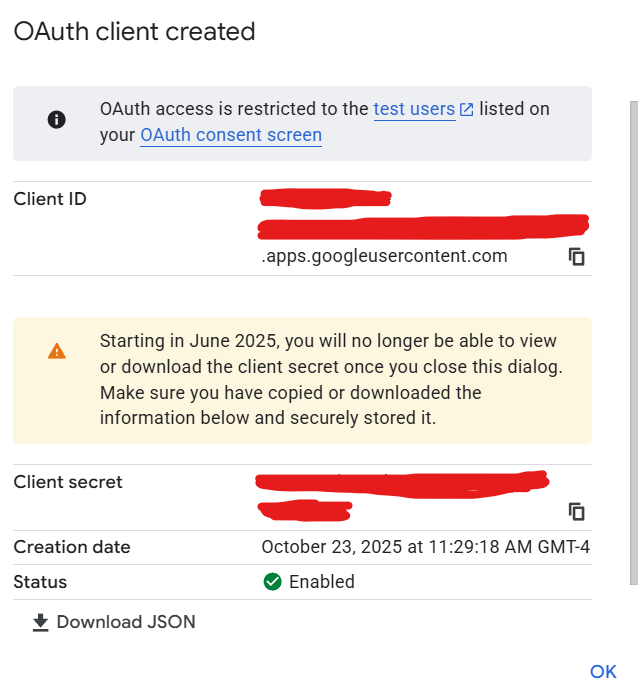 OAuth client created
OAuth access is restricted to the test users listed on
your OAuth consent screen
Client ID
.apps.googleusercontent.com
Starting in June 2025, you will no longer be able to view
or download the client secret once you close this dialog.
Make sure you have copied or downloaded the
information below and securely stored it.
Client secret
Creation date October 23, 2025 at 11:29:18 AM GMT-4
Status Enabled
Download JSON
OK